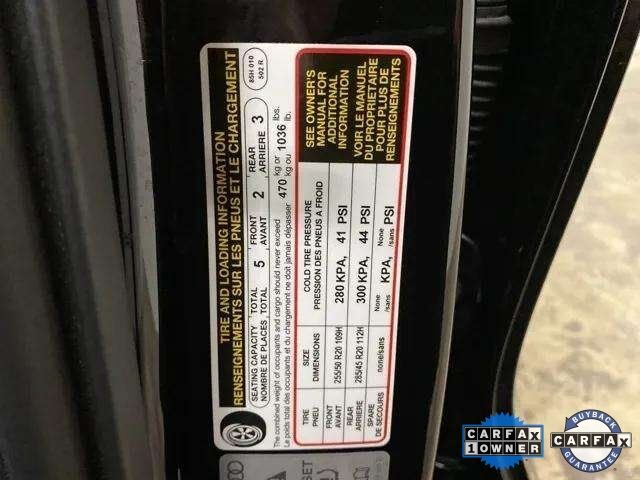 85H 010
502 R
TIRE AND LOADING INFORMATION
RENSEIGNEMENTS SUR LES PNEUS ET LE CHARGEMENT
SEATING CAPACITY TOTAL 5 FRONT 2 REAR 3
NOMBRE DE PLACES TOTAL AVANT ARRIERE
The combined weight of occupants and cargo should never exceed 470 kg or 1036 lbs.
Le poids total des occupants et du chargement ne doit jamais dépasser kg ou lb.
TIRE SIZE COLD TIRE PRESSURE
PNEU DIMENSIONS PRESSION DES PNEUS A FROID
FRONT 255/50 R20 109H 280 KPA, 41 PSI
AVANT
REAR 285/45 R20 112H 300 KPA, 44 PSI
ARRIERE
SPARE none/sans None /sans KPA, None /sans PSI
DE SECOURS
SEE OWNER'S
MANUAL FOR
ADDITIONAL
INFORMATION
VOIR LE MANUEL
DU PROPRIETAIRE
POUR PLUS DE
RENSEIGNEMENTS
CARFAX
1 OWNER
BUYBACK
CARFAX
GUARANTEE